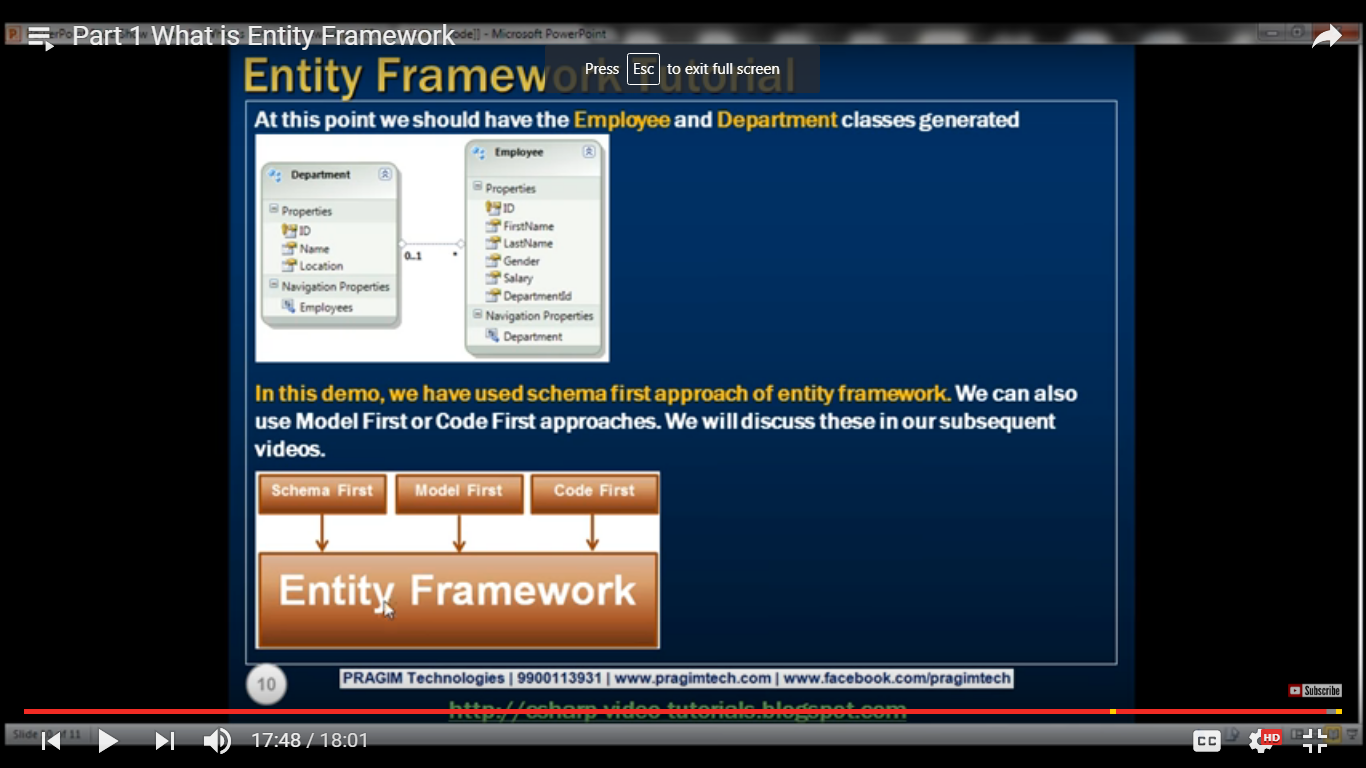 Part 1 What is Entity Framework
- Microsoft PowerPoint
Press Esc to exit full screen
Entity Framework Tutorial
At this point we should have the Employee and Department classes generated
Department
Properties
ID
Name
Location
Navigation Properties
Employees
0..1
*
Employee
Properties
ID
FirstName
LastName
Gender
Salary
DepartmentId
Navigation Properties
Department
In this demo, we have used schema first approach of entity framework. We can also
use Model First or Code First approaches. We will discuss these in our subsequent
videos.
Schema First
Model First
Code First
Entity Framework
10
PRAGIM Technologies | 9900113931 | www.pragimtech.com | www.facebook.com/pragimtech
http://csharp-video-tutorials.blogspot.com
Subscribe
17:48 / 18:01
CC
HD